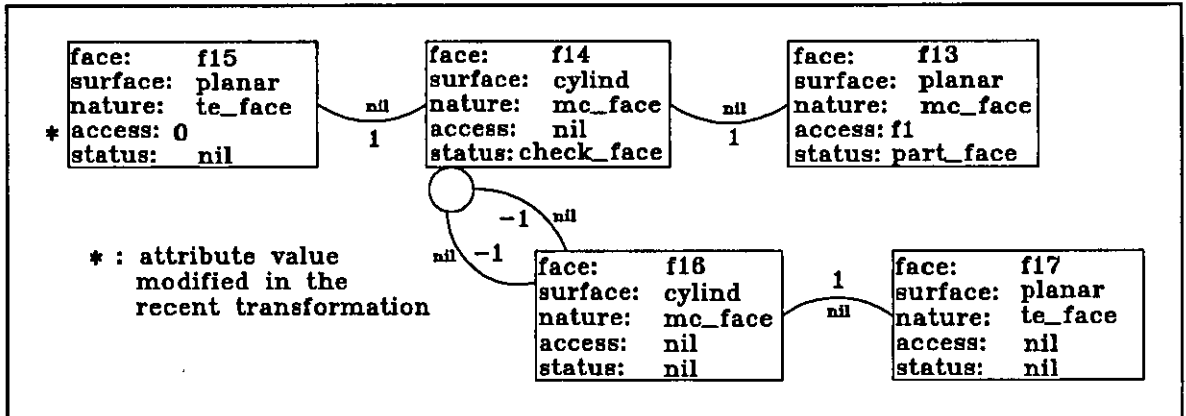 face: f15
surface: planar
nature: te_face
* access: 0
status: nil
nil
1
face: f14
surface: cylind
nature: mc_face
access: nil
status: check_face
nil
1
face: f13
surface: planar
nature: mc_face
access: f1
status: part_face
-1 nil
nil -1
* : attribute value
modified in the
recent transformation
face: f16
surface: cylind
nature: mc_face
access: nil
status: nil
1
nil
face: f17
surface: planar
nature: te_face
access: nil
status: nil